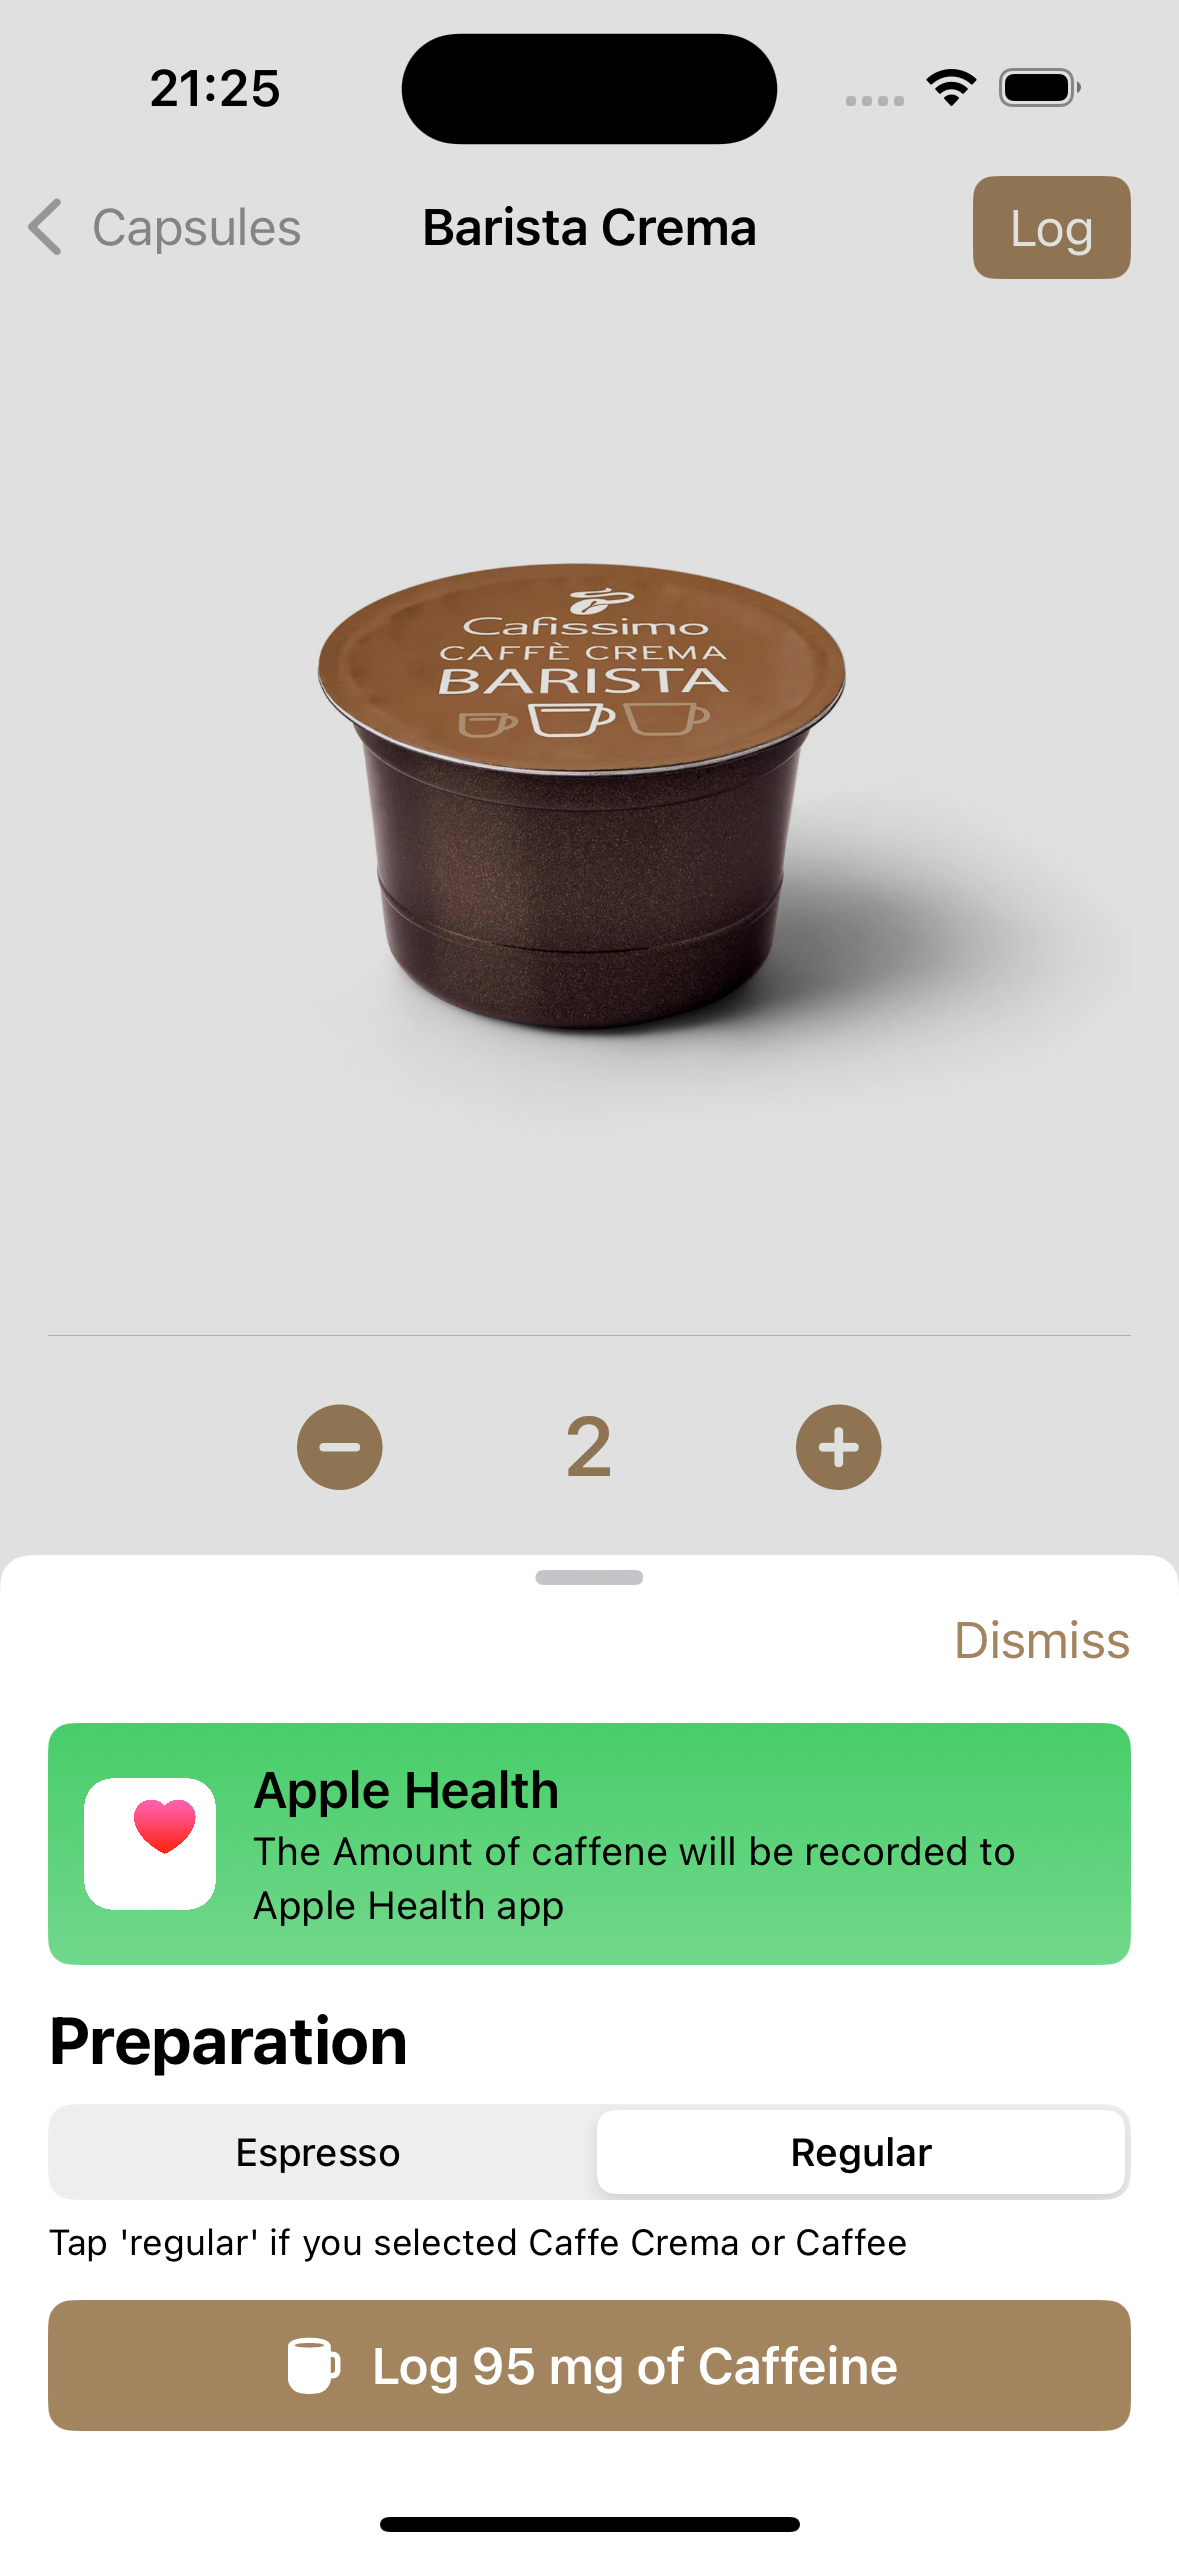 21:25
Capsules
Barista Crema
Log
Cafissimo
CAFFÈ CREMA
BARISTA
2
Dismiss
Apple Health
The Amount of caffene will be recorded to
Apple Health app
Preparation
Espresso
Regular
Tap 'regular' if you selected Caffe Crema or Caffee
Log 95 mg of Caffeine